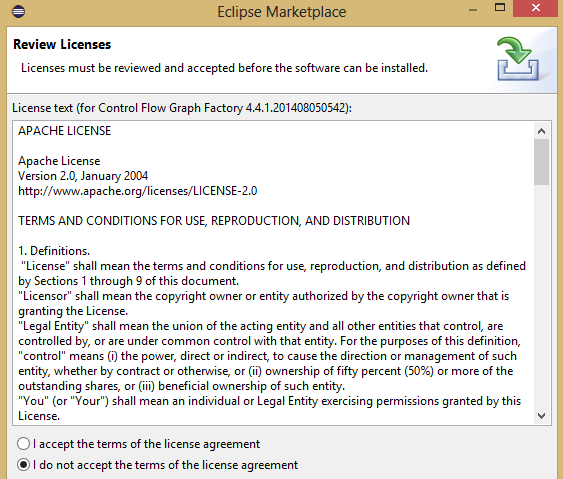 Eclipse Marketplace
Review Licenses
Licenses must be reviewed and accepted before the software can be installed.
License text (for Control Flow Graph Factory 4.4.1.201408050542):
APACHE LICENSE
Apache License
Version 2.0, January 2004
http://www.apache.org/licenses/LICENSE-2.0
TERMS AND CONDITIONS FOR USE, REPRODUCTION, AND DISTRIBUTION
1. Definitions.
"License" shall mean the terms and conditions for use, reproduction, and distribution as defined
by Sections 1 through 9 of this document.
"Licensor" shall mean the copyright owner or entity authorized by the copyright owner that is
granting the License.
"Legal Entity" shall mean the union of the acting entity and all other entities that control, are
controlled by, or are under common control with that entity. For the purposes of this definition,
"control" means (i) the power, direct or indirect, to cause the direction or management of such
entity, whether by contract or otherwise, or (ii) ownership of fifty percent (50%) or more of the
outstanding shares, or (iii) beneficial ownership of such entity.
"You" (or "Your") shall mean an individual or Legal Entity exercising permissions granted by this
License.
I accept the terms of the license agreement
I do not accept the terms of the license agreement